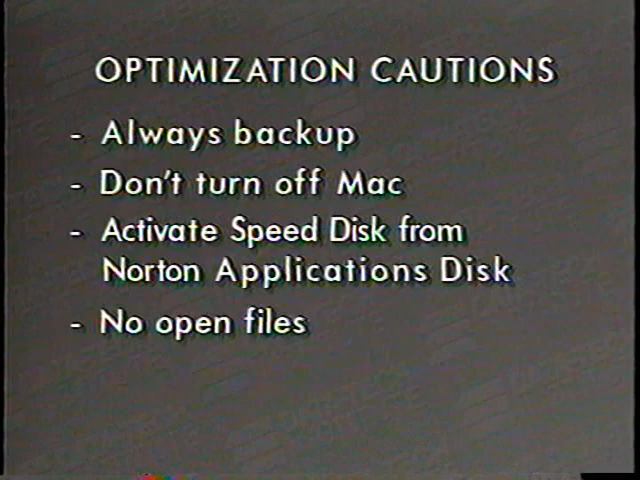 OPTIMIZATION CAUTIONS
- Always backup
- Don't turn off Mac
- Activate Speed Disk from
Norton Applications Disk
- No open files